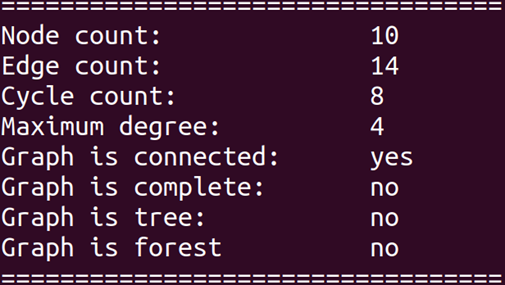 ===================================
Node count: 10
Edge count: 14
Cycle count: 8
Maximum degree: 4
Graph is connected: yes
Graph is complete: no
Graph is tree: no
Graph is forest no
===================================